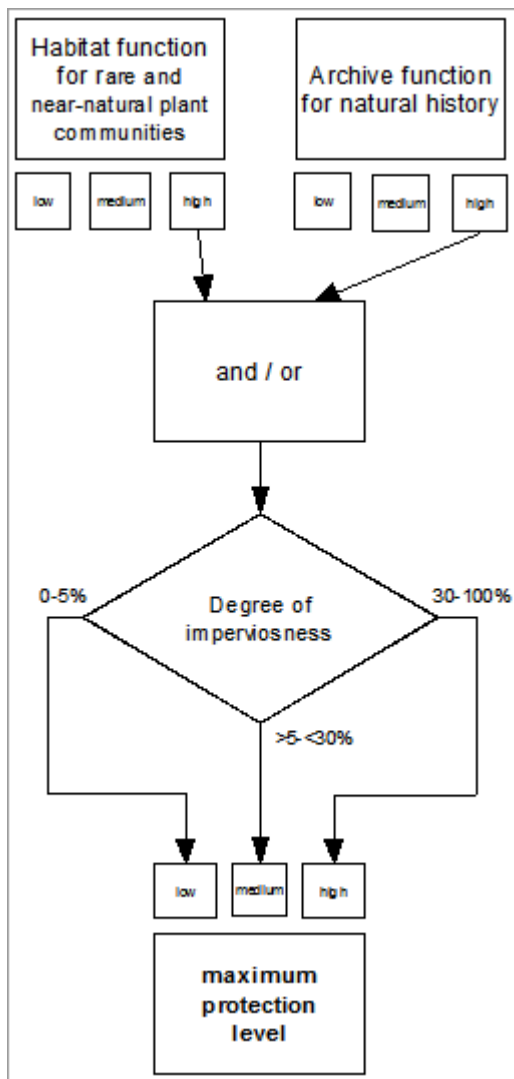 Habitat function
for rare and
near-natural plant
communities
Archive function
for natural history
low
medium
high
low
medium
high
and / or
0-5%
30-100%
Degree of
imperviosness
>5-<30%
low
medium
high
maximum
protection
level